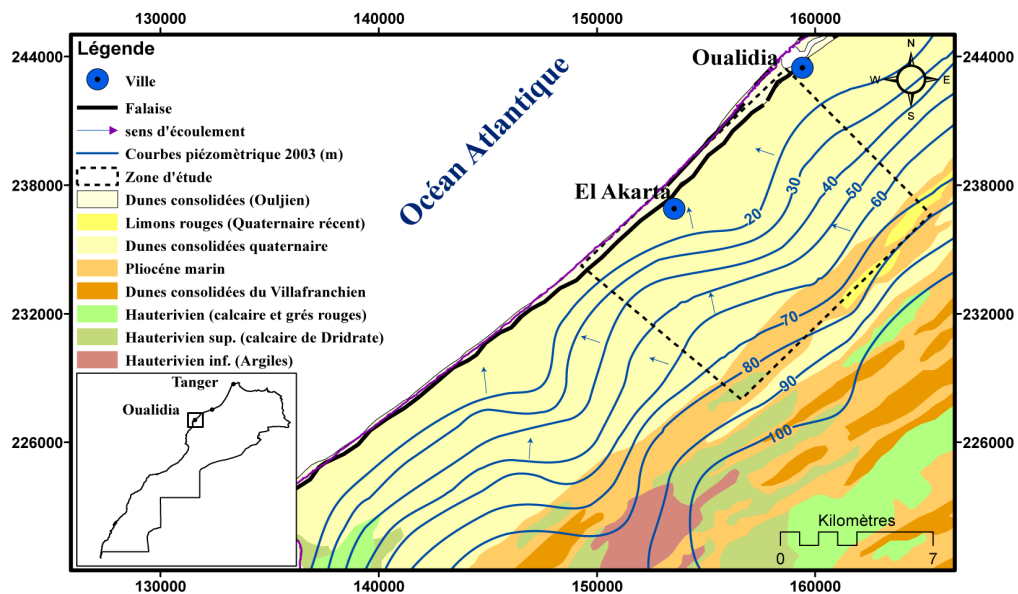 130000 140000 150000 160000
244000
238000
232000
226000
244000
238000
232000
226000
130000 140000 150000 160000
Légende
Ville
Falaise
sens d'écoulement
Courbes piézomètrique 2003 (m)
Zone d'étude
Dunes consolidées (Ouljien)
Limons rouges (Quaternaire récent)
Dunes consolidées quaternaire
Pliocéne marin
Dunes consolidées du Villafranchien
Hauterivien (calcaire et grés rouges)
Hauterivien sup. (calcaire de Dridrate)
Hauterivien inf. (Argiles)
Tanger
Oualidia
Océan Atlantique
Oualidia
El Akarta
N
W E
S
20
30
40
50
60
70
80
90
100
Kilomètres
0 7